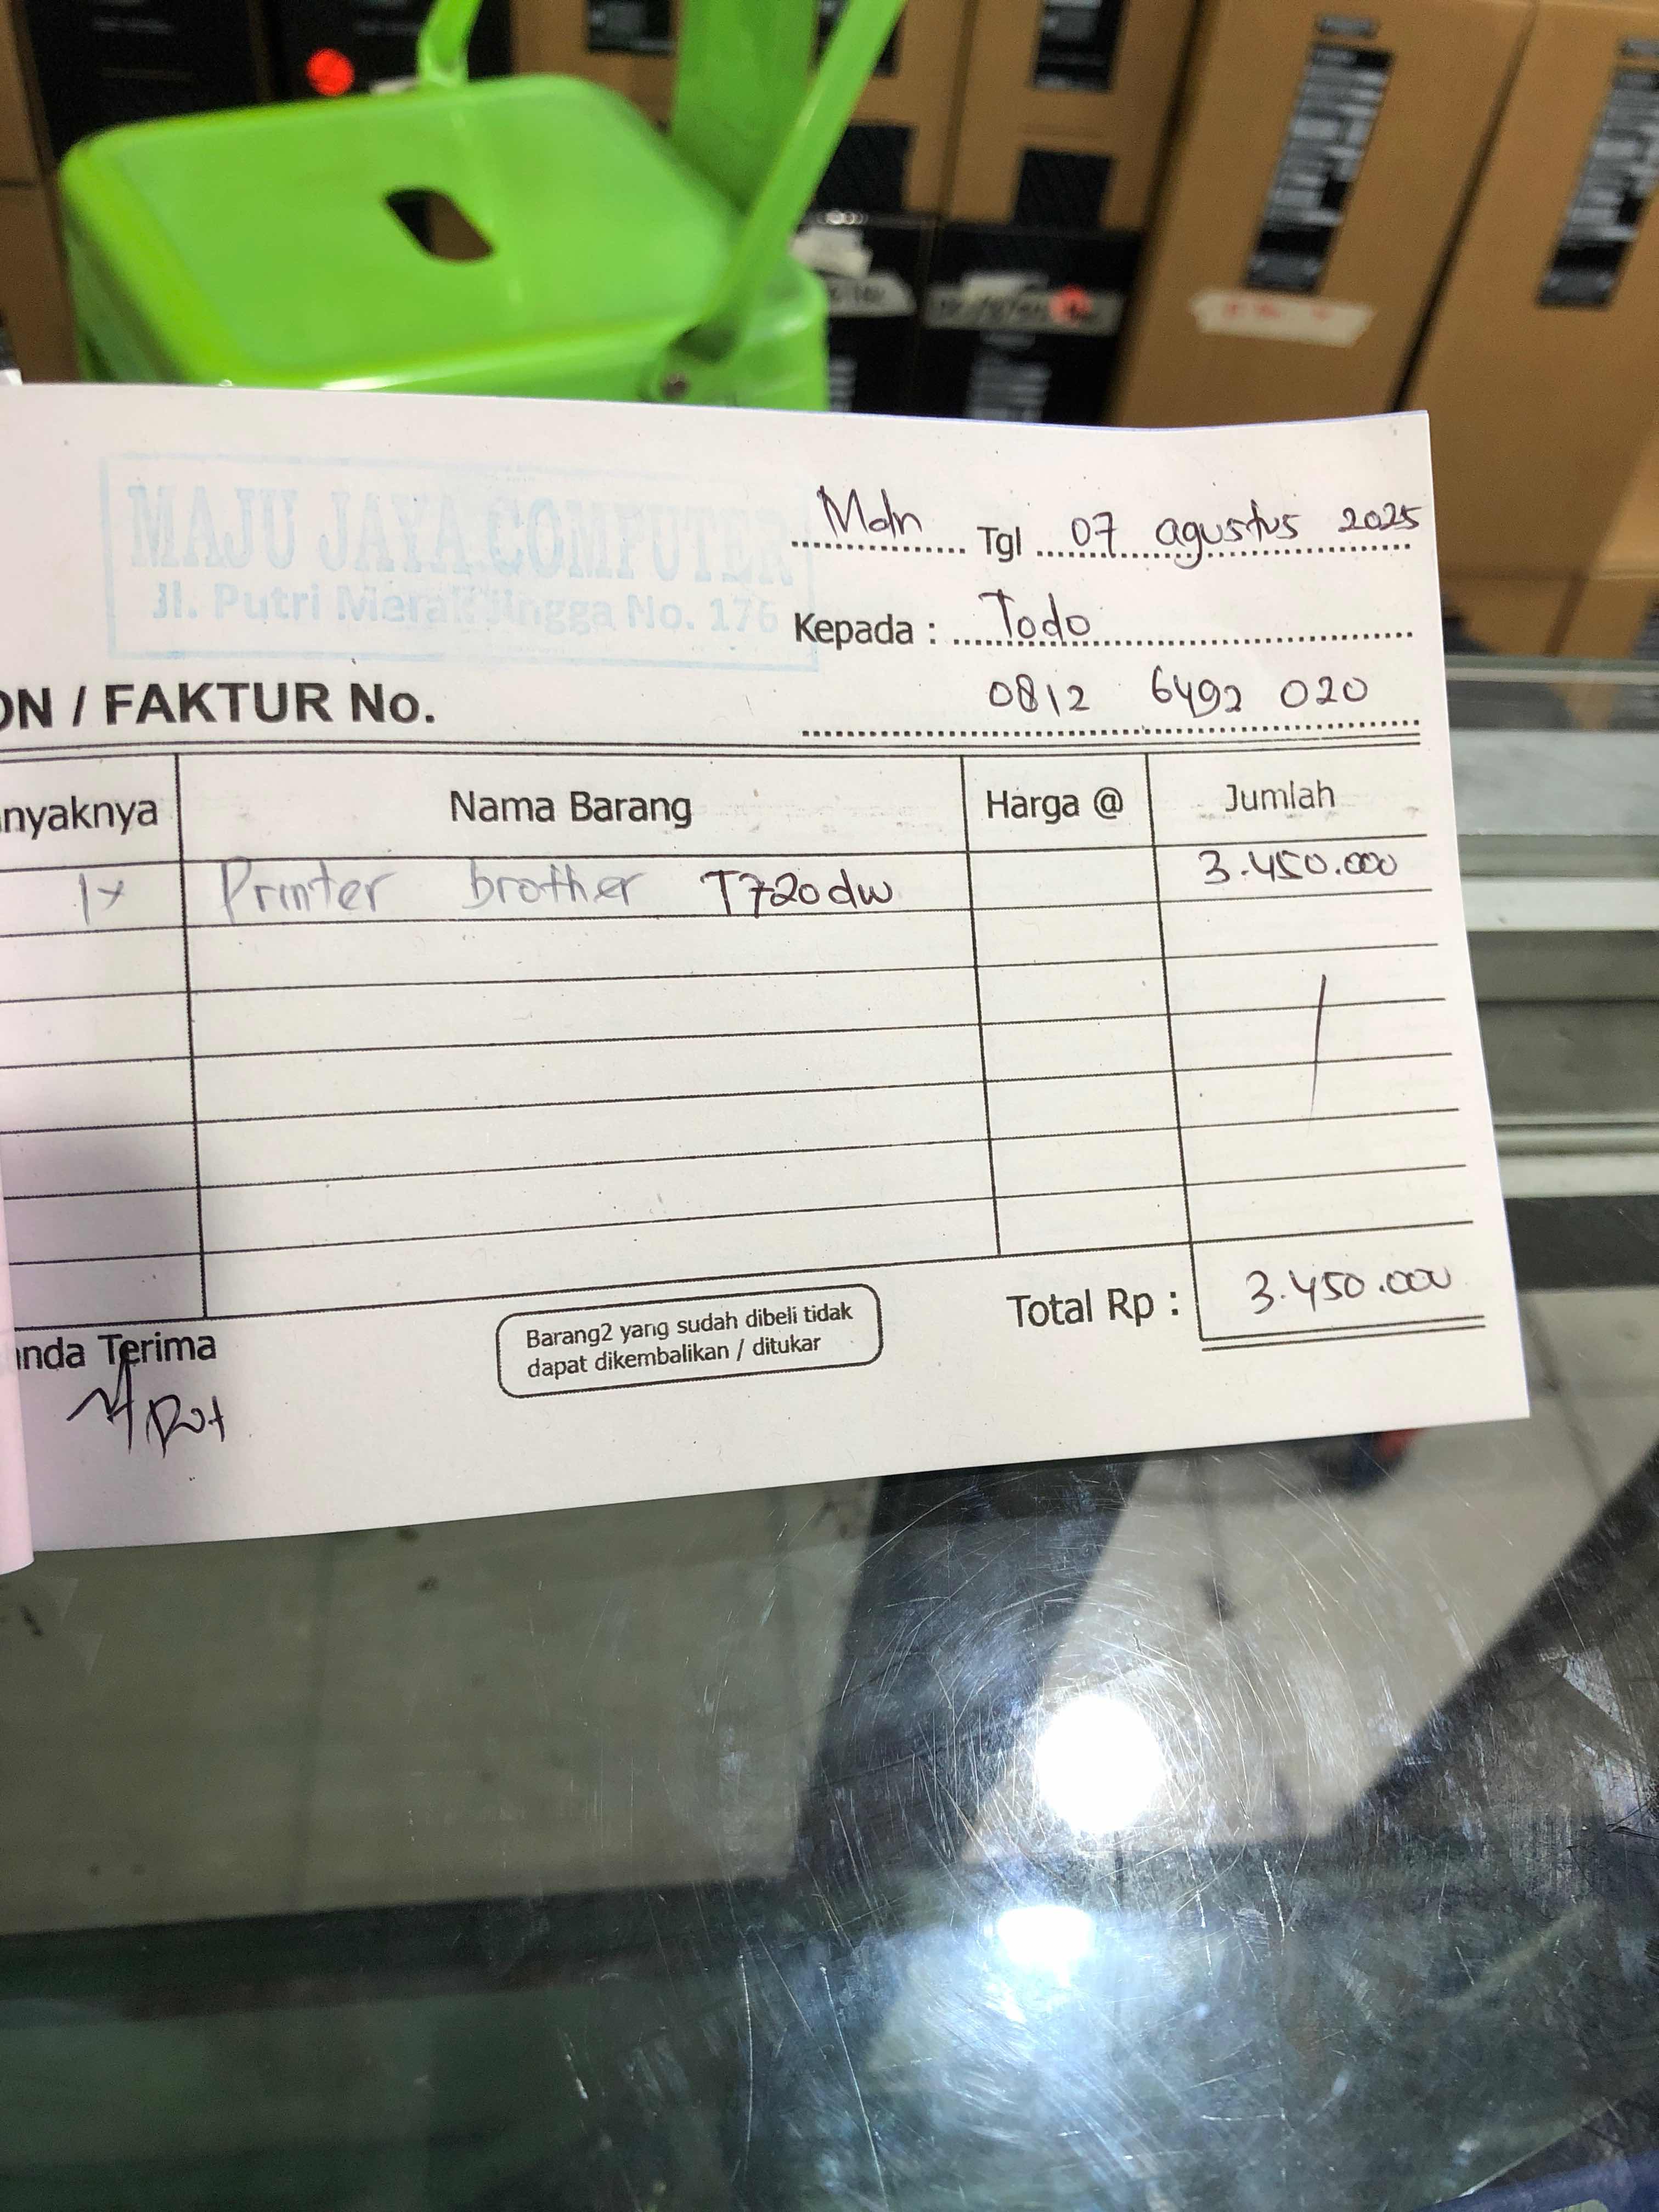 MAJU JAYA COMPUTER
Jl. Putri Merak Jingga No. 176
Mdn Tgl 07 agustus 2025
Kepada : Todo
0812 6492 020
ON / FAKTUR No.
nyaknya Nama Barang Harga @ Jumlah
1x Printer brother T720dw 3.450.000
Total Rp : 3.450.000
anda Terima
Barang2 yang sudah dibeli tidak
dapat dikembalikan / ditukar